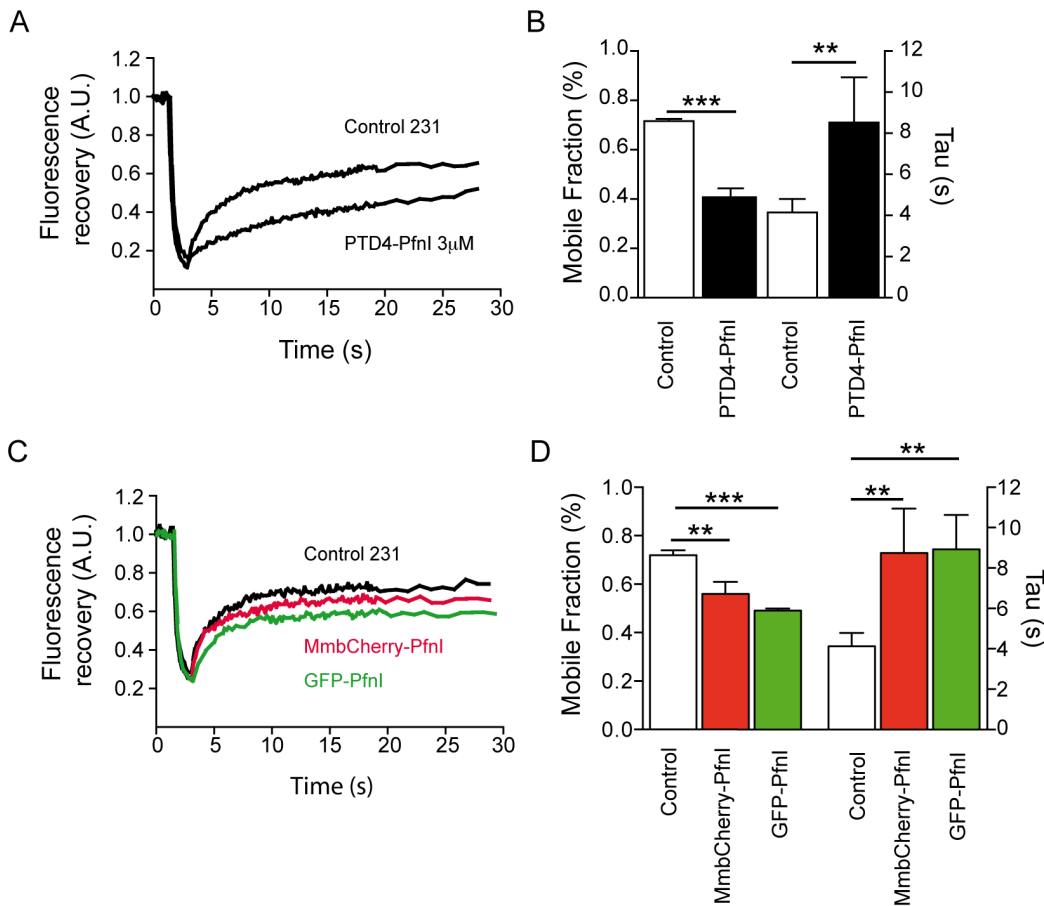 A
Fluorescence
recovery (A.U.)
1.2
1.0
0.8
0.6
0.4
0.2
Control 231
PTD4-PfnI 3µM
0 5 10 15 20 25 30
Time (s)
B
Mobile Fraction (%)
1.0
0.8
0.6
0.4
0.2
0.0
***
**
12
10
8
6
4
2
0
Tau (s)
Control
PTD4-PfnI
Control
PTD4-PfnI
C
Fluorescence
recovery (A.U.)
1.2
1.0
0.8
0.6
0.4
0.2
Control 231
MmbCherry-PfnI
GFP-PfnI
0 5 10 15 20 25 30
Time (s)
D
Mobile Fraction (%)
1.0
0.8
0.6
0.4
0.2
0.0
***
**
**
**
12
10
8
6
4
2
0
Tau (s)
Control
MmbCherry-PfnI
GFP-PfnI
Control
MmbCherry-PfnI
GFP-PfnI